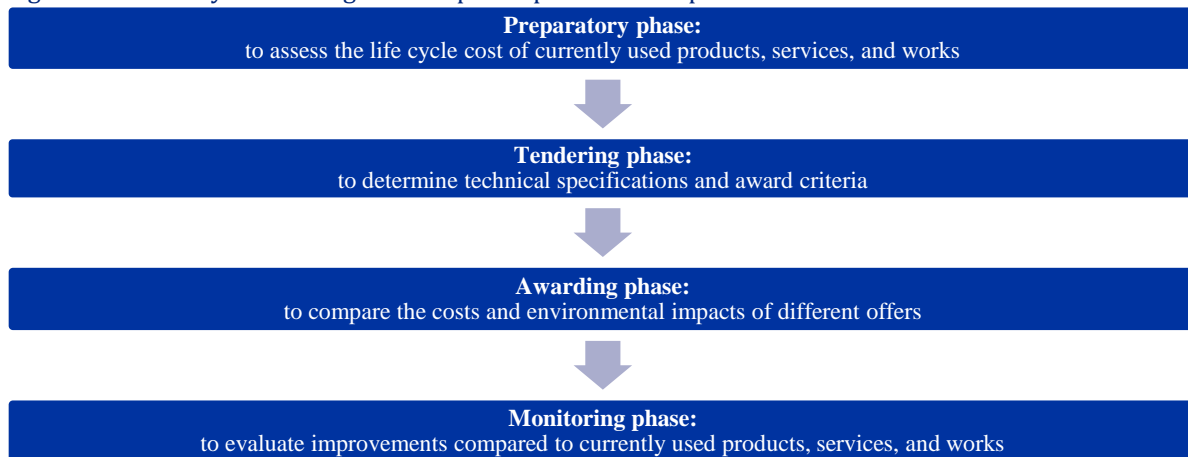 Preparatory phase:
to assess the life cycle cost of currently used products, services, and works
Tendering phase:
to determine technical specifications and award criteria
Awarding phase:
to compare the costs and environmental impacts of different offers
Monitoring phase:
to evaluate improvements compared to currently used products, services, and works